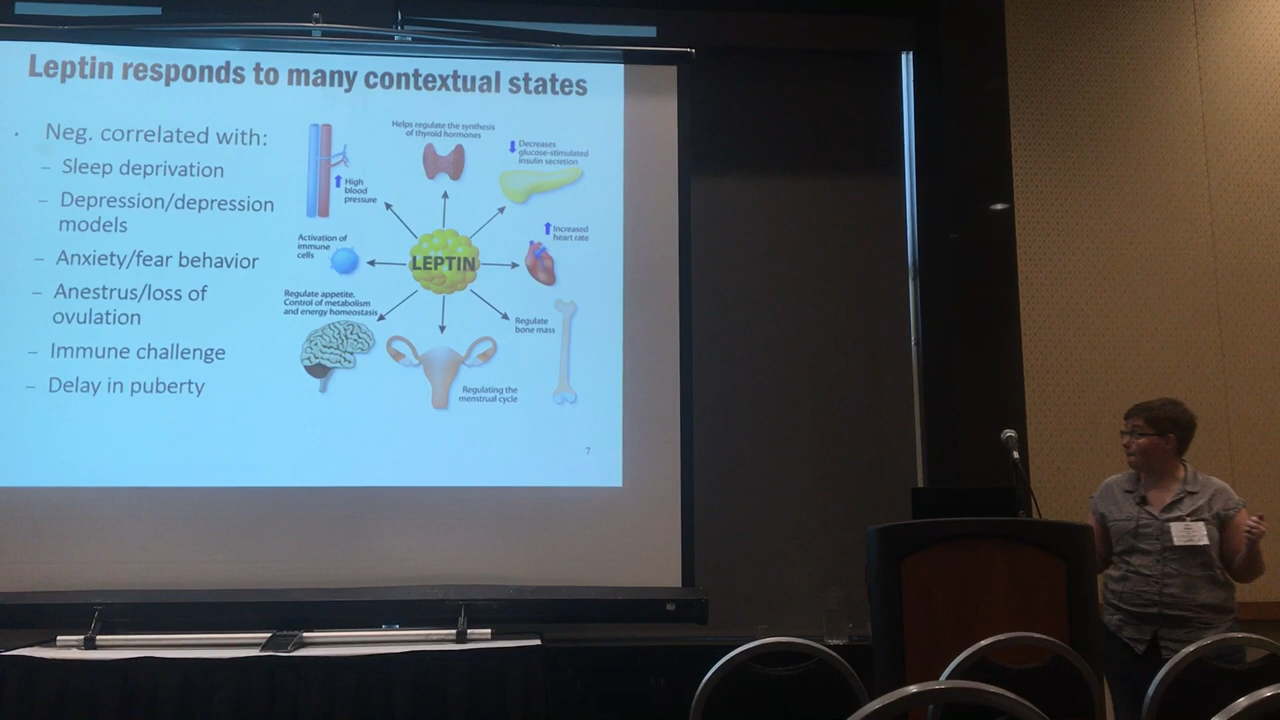 Leptin responds to many contextual states
· Neg. correlated with:
– Sleep deprivation
– Depression/depression
models
– Anxiety/fear behavior
– Anestrus/loss of
ovulation
– Immune challenge
– Delay in puberty
Helps regulate the synthesis
of thyroid hormones
Decreases
glucose-stimulated
insulin secretion
High
blood
pressure
Increased
heart rate
Activation of
immune
cells
LEPTIN
Regulate appetite.
Control of metabolism
and energy homeostasis
Regulate
bone mass
Regulating the
menstrual cycle
7